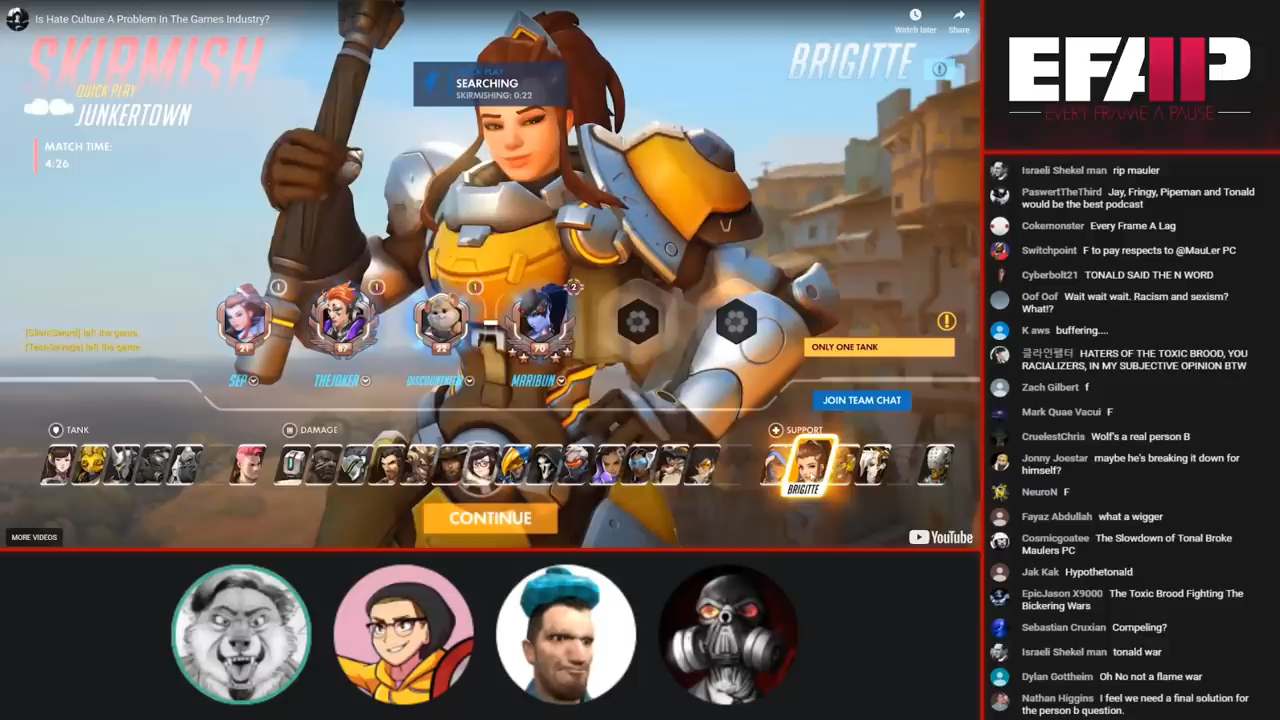 Is Hate Culture A Problem In The Games Industry?
Watch later
Share
SKIRMISH
QUICK PLAY
JUNKERTOWN
MATCH TIME:
4:26
QUICK PLAY
SEARCHING
SKIRMISHING: 0:22
BRIGITTE
[SilentSword] left the game.
left the game.
1
1
1
2
21
22
70
SEP
THEJOKER
MARIBUN
ONLY ONE TANK
JOIN TEAM CHAT
TANK
DAMAGE
SUPPORT
BRIGITTE
CONTINUE
MORE VIDEOS
YouTube
EFAP
EVERY FRAME A PAUSE
Israeli Shekel man rip mauler
PaswertTheThird Jay, Fringy, Pipeman and Tonald
would be the best podcast
Cokemonster Every Frame A Lag
Switchpoint F to pay respects to @MauLer PC
Cyberbolt21 TONALD SAID THE N WORD
Oof Oof Wait wait wait. Racism and sexism?
What!?
K aws buffering....
클라인펠터 HATERS OF THE TOXIC BROOD, YOU
RACIALIZERS, IN MY SUBJECTIVE OPINION BTW
Zach Gilbert f
Mark Quae Vacui F
CruelestChris Wolf's a real person B
Jonny Joestar maybe he's breaking it down for
himself?
NeuroN F
Fayaz Abdullah what a wigger
Cosmicgoatee The Slowdown of Tonal Broke
Maulers PC
Jak Kak Hypothetonald
EpicJason X9000 The Toxic Brood Fighting The
Bickering Wars
Sebastian Cruxian Compeling?
Israeli Shekel man tonald war
Dylan Gottheim Oh No not a flame war
Nathan Higgins I feel we need a final solution for
the person b question.